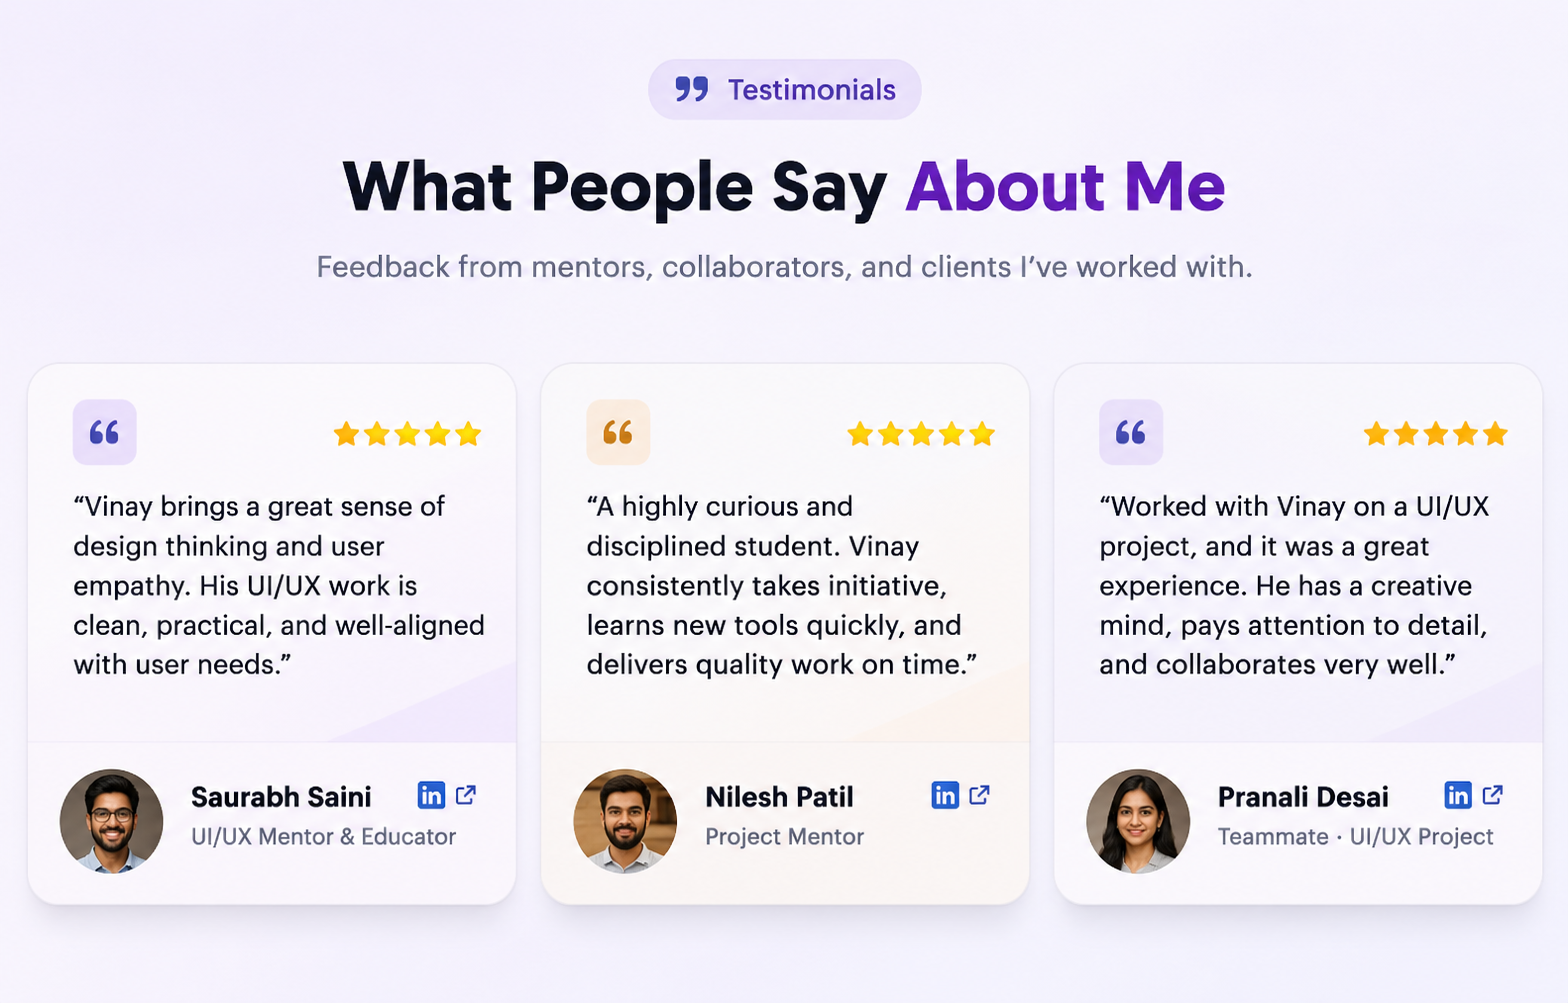 Testimonials
What People Say About Me
Feedback from mentors, collaborators, and clients I’ve worked with.
“Vinay brings a great sense of
design thinking and user
empathy. His UI/UX work is
clean, practical, and well-aligned
with user needs.”
Saurabh Saini
in
UI/UX Mentor & Educator
“A highly curious and
disciplined student. Vinay
consistently takes initiative,
learns new tools quickly, and
delivers quality work on time.”
Nilesh Patil
in
Project Mentor
“Worked with Vinay on a UI/UX
project, and it was a great
experience. He has a creative
mind, pays attention to detail,
and collaborates very well.”
Pranali Desai
in
Teammate · UI/UX Project